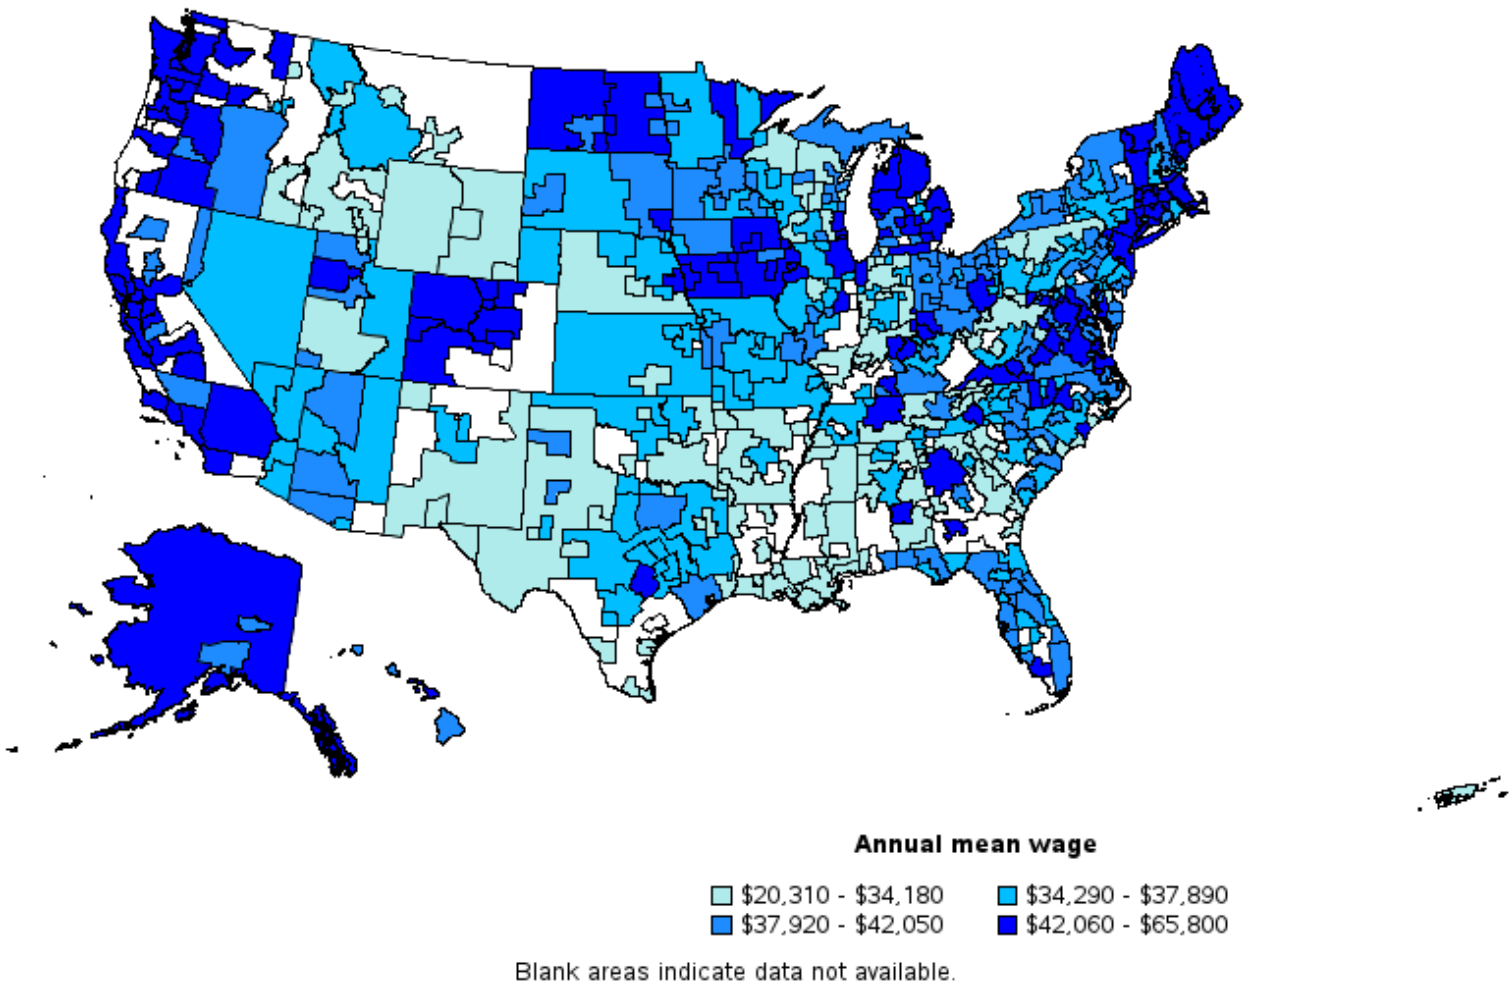 Annual mean wage
$20,310 - $34,180 $34,290 - $37,890
$37,920 - $42,050 $42,060 - $65,800
Blank areas indicate data not available.